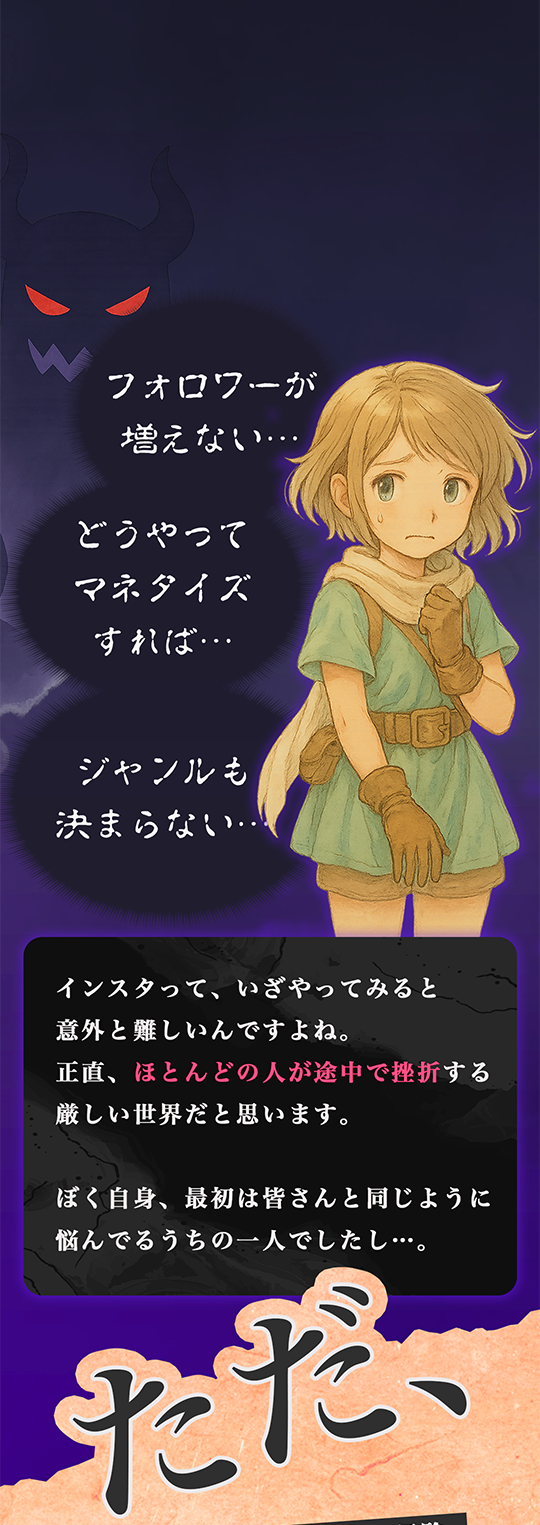 フォロワーが
増えない…
どうやって
マネタイズ
すれば…
ジャンルも
決まらない…
インスタって、いざやってみると
意外と難しいんですよね。
正直、ほとんどの人が途中で挫折する
厳しい世界だと思います。
ぼく自身、最初は皆さんと同じように
悩んでるうちの一人でしたし…。
ただ、